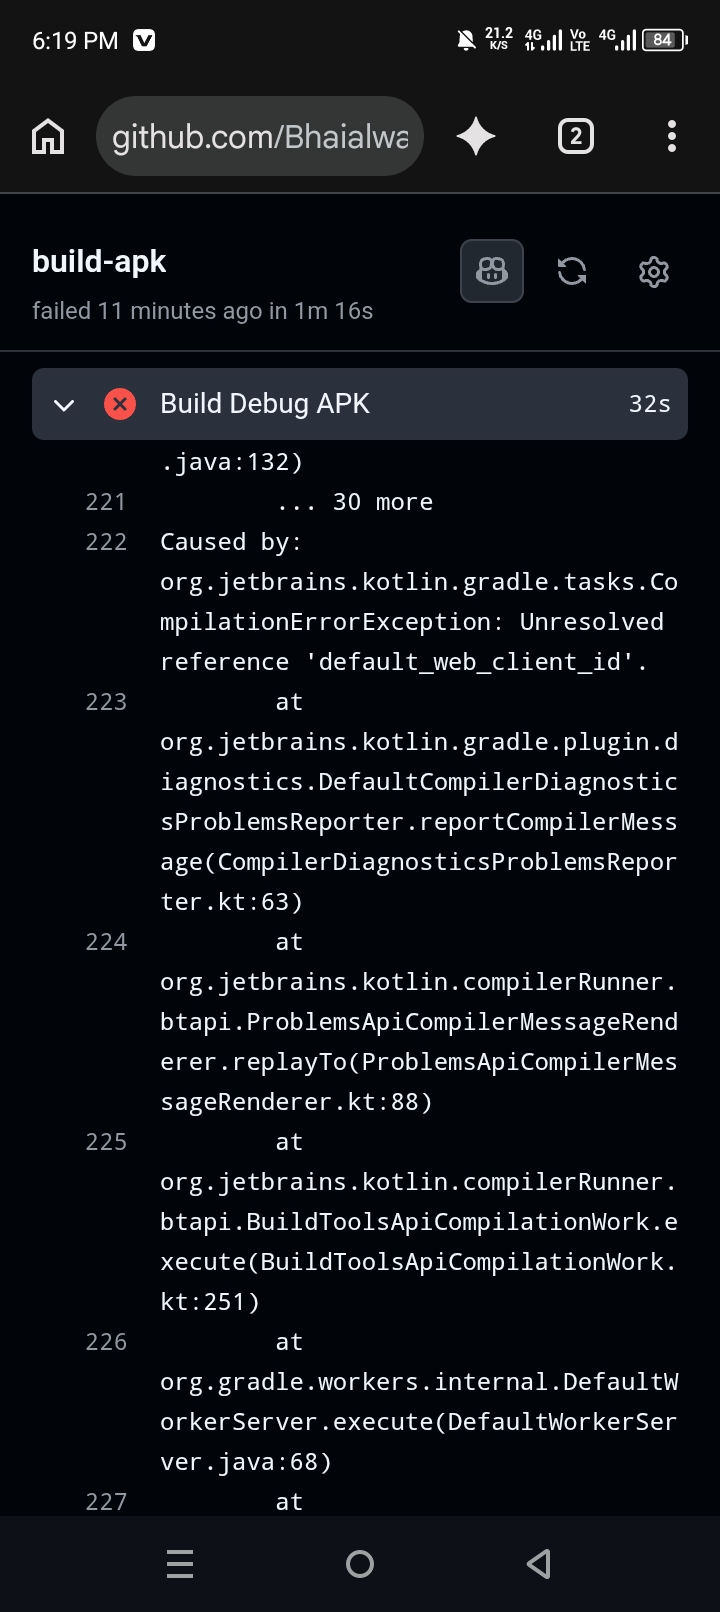 6:19 PM V 21.2 K/S 4G Vo LTE 4G 84
github.com/Bhaialwa 2
build-apk
failed 11 minutes ago in 1m 16s
Build Debug APK 32s
.java:132)
221 ... 30 more
222 Caused by:
org.jetbrains.kotlin.gradle.tasks.Co
mpilationErrorException: Unresolved
reference 'default_web_client_id'.
223 at
org.jetbrains.kotlin.gradle.plugin.d
iagnostics.DefaultCompilerDiagnostic
sProblemsReporter.reportCompilerMess
age(CompilerDiagnosticsProblemsRepor
ter.kt:63)
224 at
org.jetbrains.kotlin.compilerRunner.
btapi.ProblemsApiCompilerMessageRend
erer.replayTo(ProblemsApiCompilerMes
sageRenderer.kt:88)
225 at
org.jetbrains.kotlin.compilerRunner.
btapi.BuildToolsApiCompilationWork.e
xecute(BuildToolsApiCompilationWork.
kt:251)
226 at
org.gradle.workers.internal.DefaultW
orkerServer.execute(DefaultWorkerSer
ver.java:68)
227 at